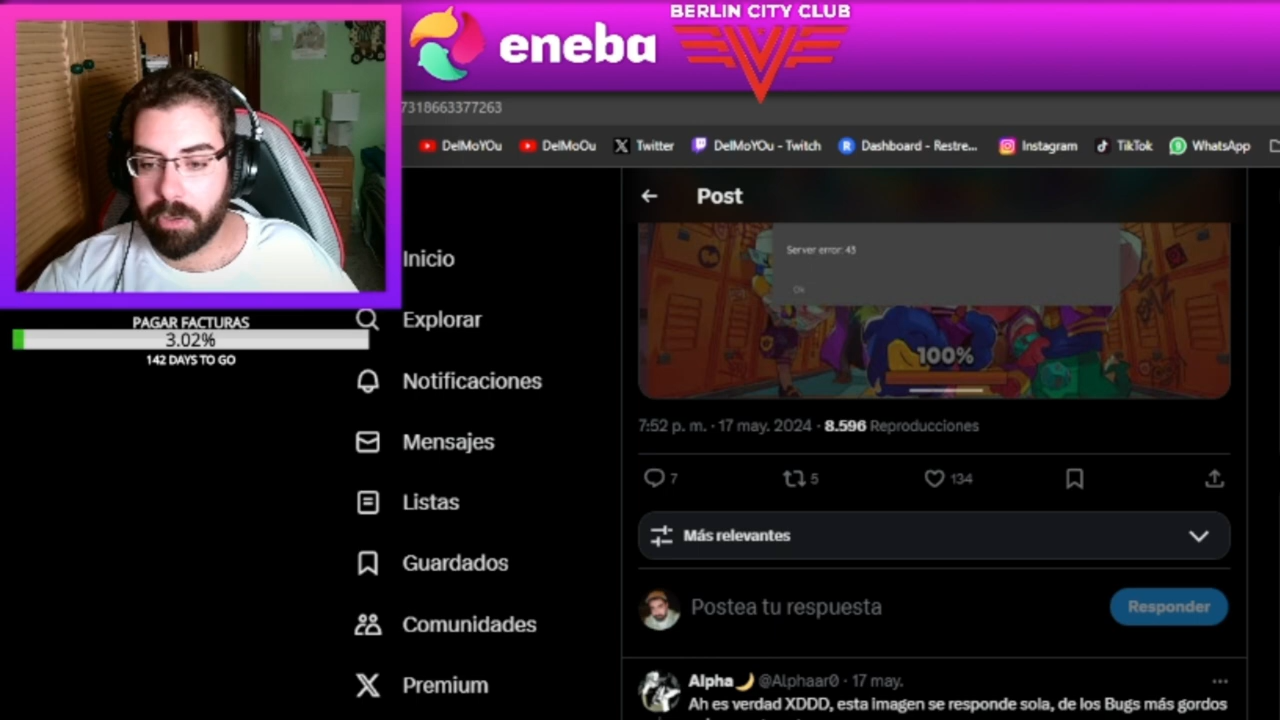 BERLIN CITY CLUB
eneba
7318663377263
DelMoYOu
DelMoOu
Twitter
DelMoYOu - Twitch
Dashboard - Restre...
Instagram
TikTok
WhatsApp
Post
Server error: 43
Ok
100%
Inicio
PAGAR FACTURAS
3.02%
142 DAYS TO GO
Explorar
Notificaciones
Mensajes
Listas
Guardados
Comunidades
Premium
7:52 p. m. · 17 may. 2024 · 8.596 Reproducciones
7
5
134
Más relevantes
Postea tu respuesta
Responder
Alpha🌙 @Alphaar0 · 17 may.
Ah es verdad XDDD, esta imagen se responde sola, de los Bugs más gordos